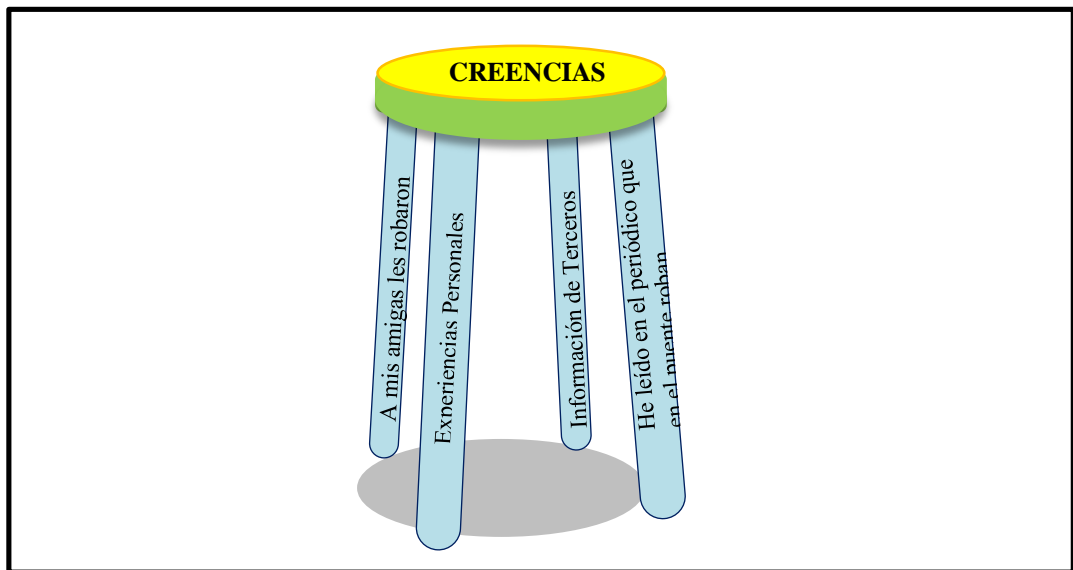 CREENCIAS
A mis amigas les robaron
Experiencias Personales
Información de Terceros
He leído en el periódico que
en el puente roban